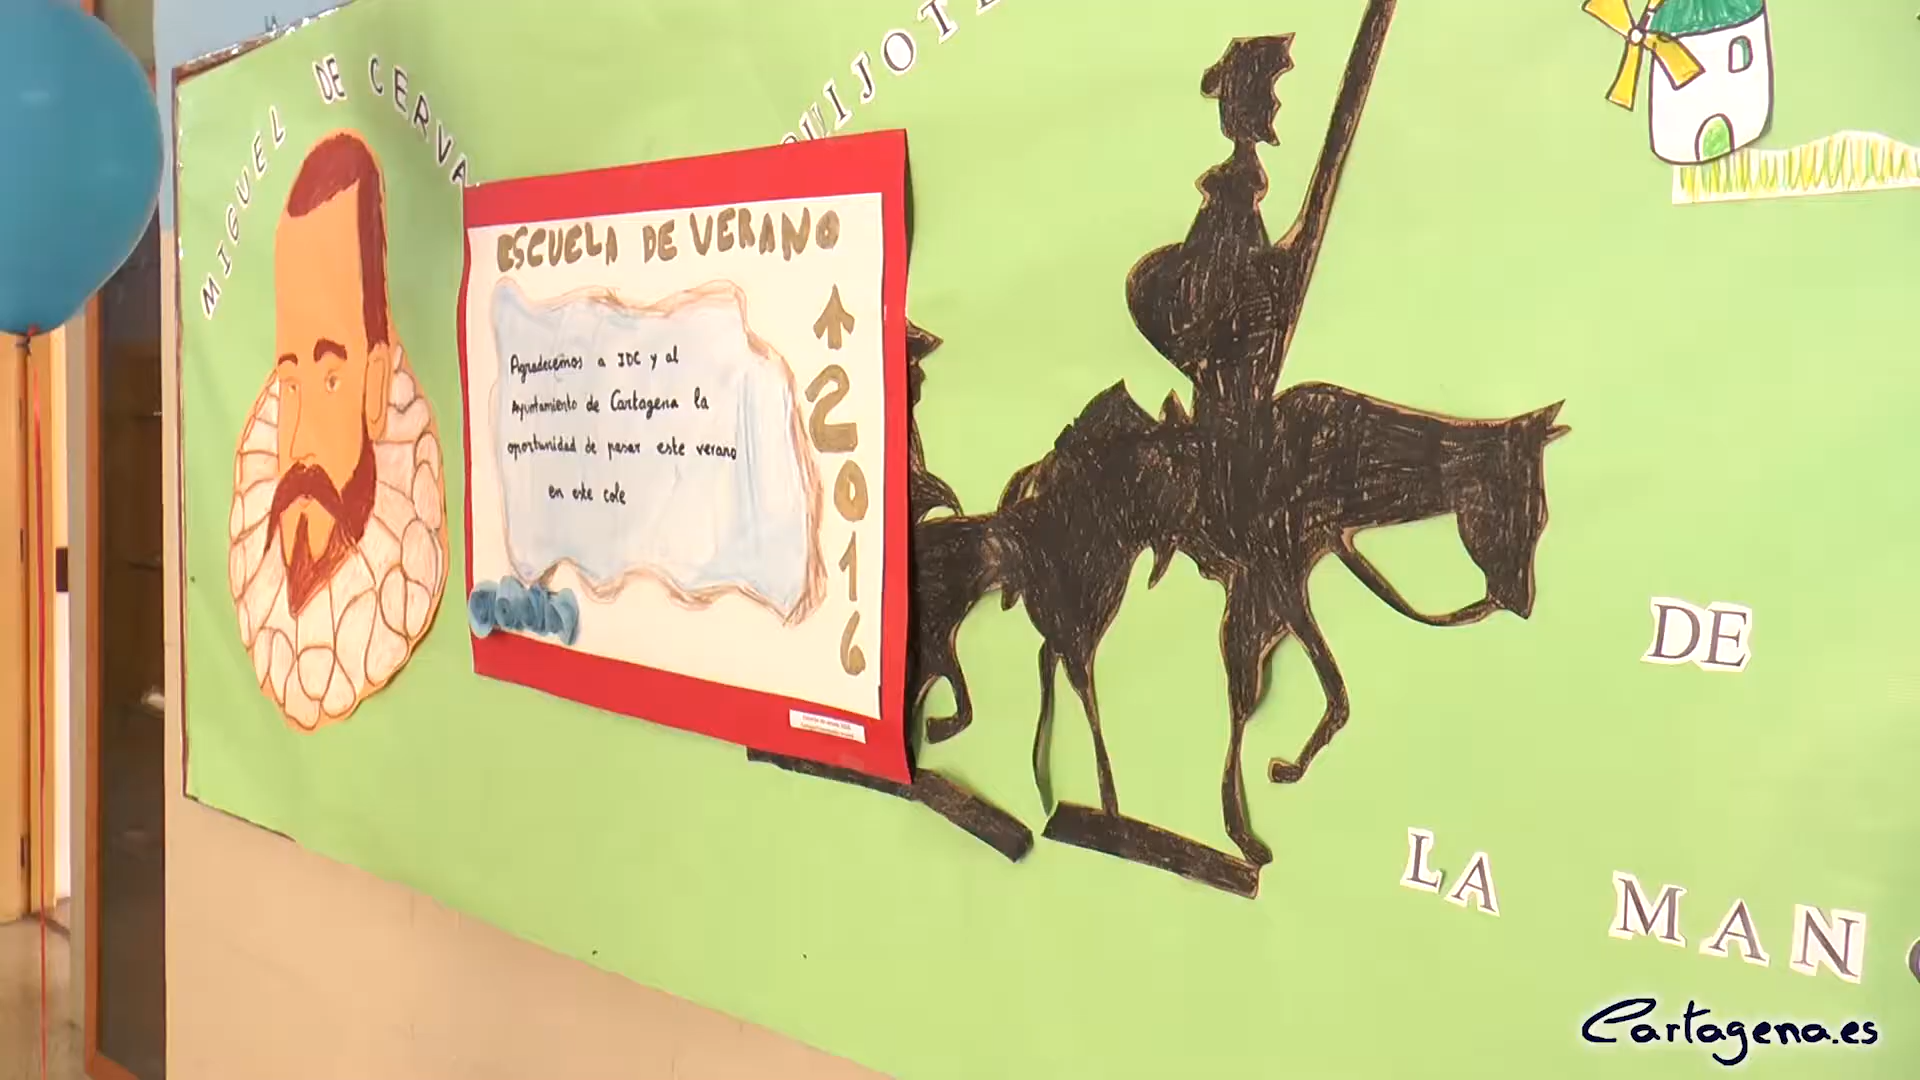 MIGUEL DE CERVA
QUIJOTE
ESCUELA DE VERANO
2016
Agradecemos a IDC y al
Ayuntamiento de Cartagena la
oportunidad de pasar este verano
en este cole
DE
LA MAN
Cartagena.es